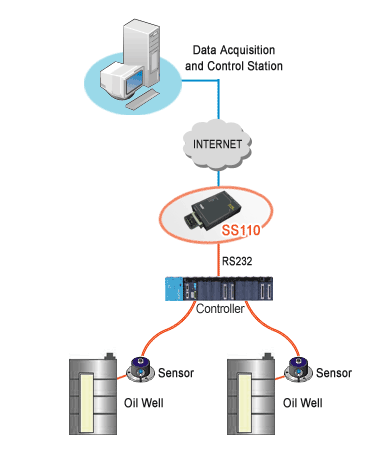 Data Acquisition
and Control Station
INTERNET
SS110
RS232
Controller
Sensor
Sensor
Oil Well
Oil Well